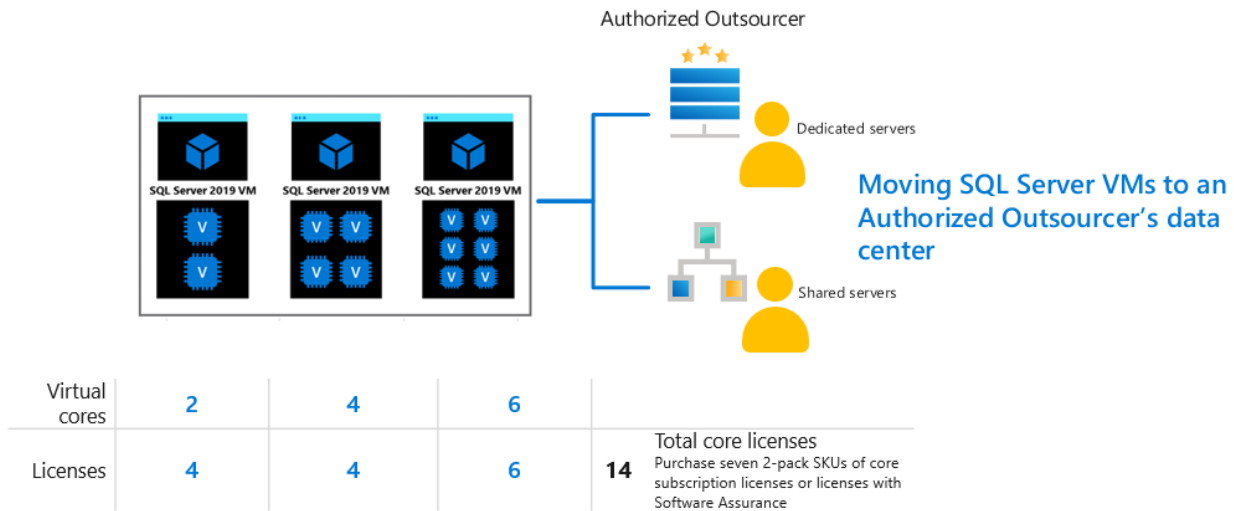 Authorized Outsourcer
Dedicated servers
SQL Server 2019 VM
SQL Server 2019 VM
SQL Server 2019 VM
V
V
V V
V V
V V
V V
V V
Moving SQL Server VMs to an
Authorized Outsourcer’s data
center
Shared servers
Virtual
cores
2
4
6
Licenses
4
4
6
14
Total core licenses
Purchase seven 2-pack SKUs of core
subscription licenses or licenses with
Software Assurance